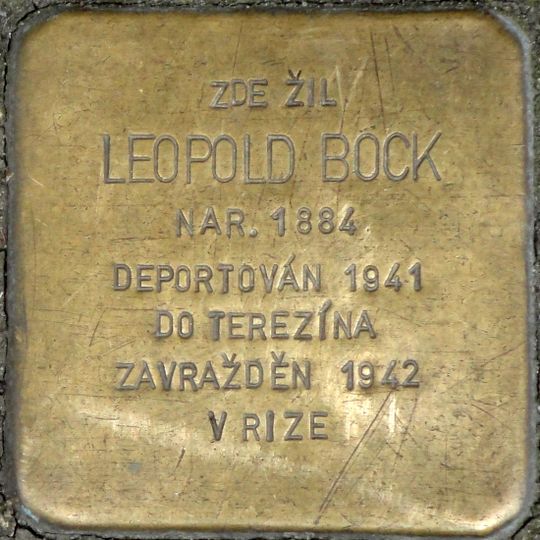 ZDE ŽIL
LEOPOLD BOCK
NAR. 1884
DEPORTOVÁN 1941
DO TEREZÍNA
ZAVRAŽDĚN 1942
V RIZE